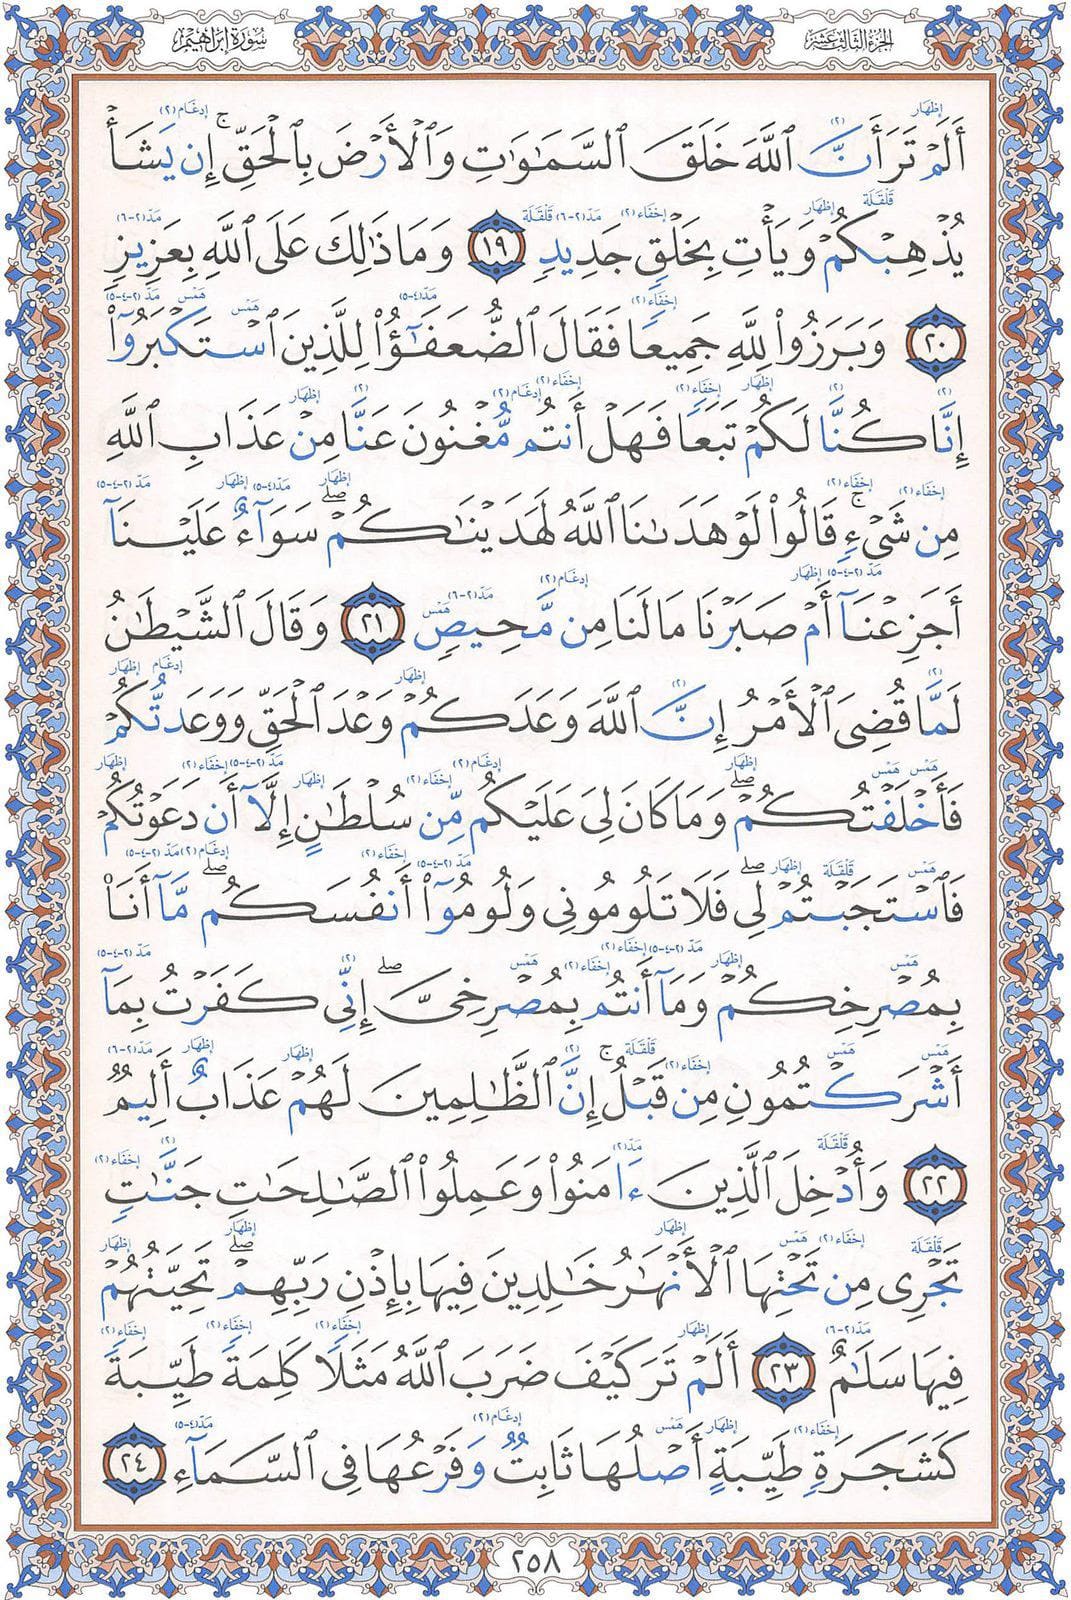 سورة إبراهيم
الجزء الثالث عشر
أَلَمْ تَرَ أَنَّ ٱللَّهَ خَلَقَ ٱلسَّمَٰوَٰتِ وَٱلْأَرْضَ بِٱلْحَقِّ ۚ إِن يَشَأْ
يُذْهِبْكُمْ وَيَأْتِ بِخَلْقٍ جَدِيدٍ ١٩ وَمَا ذَٰلِكَ عَلَى ٱللَّهِ بِعَزِيزٍ
٢٠ وَبَرَزُوا۟ لِلَّهِ جَمِيعًا فَقَالَ ٱلضُّعَفَٰٓؤُا۟ لِلَّذِينَ ٱسْتَكْبَرُوٓا۟
إِنَّا كُنَّا لَكُمْ تَبَعًا فَهَلْ أَنتُم مُّغْنُونَ عَنَّا مِنْ عَذَابِ ٱللَّهِ
مِن شَىْءٍ ۚ قَالُوا۟ لَوْ هَدَىٰنَا ٱللَّهُ لَهَدَيْنَٰكُمْ ۖ سَوَآءٌ عَلَيْنَآ
أَجَزِعْنَآ أَمْ صَبَرْنَا مَا لَنَا مِن مَّحِيصٍ ٢١ وَقَالَ ٱلشَّيْطَٰنُ
لَمَّا قُضِىَ ٱلْأَمْرُ إِنَّ ٱللَّهَ وَعَدَكُمْ وَعْدَ ٱلْحَقِّ وَوَعَدتُّكُمْ
فَأَخْلَفْتُكُمْ ۖ وَمَا كَانَ لِىَ عَلَيْكُم مِّن سُلْطَٰنٍ إِلَّآ أَن دَعَوْتُكُمْ
فَٱسْتَجَبْتُمْ لِى ۖ فَلَا تَلُومُونِى وَلُومُوٓا۟ أَنفُسَكُم ۖ مَّآ أَنَا۠
بِمُصْرِخِكُمْ وَمَآ أَنتُم بِمُصْرِخِىَّ ۖ إِنِّى كَفَرْتُ بِمَآ
أَشْرَكْتُمُونِ مِن قَبْلُ ۗ إِنَّ ٱلظَّٰلِمِينَ لَهُمْ عَذَابٌ أَلِيمٌ
٢٢ وَأُدْخِلَ ٱلَّذِينَ ءَامَنُوا۟ وَعَمِلُوا۟ ٱلصَّٰلِحَٰتِ جَنَّٰتٍ
تَجْرِى مِن تَحْتِهَا ٱلْأَنْهَٰرُ خَٰلِدِينَ فِيهَا بِإِذْنِ رَبِّهِمْ ۖ تَحِيَّتُهُمْ
فِيهَا سَلَٰمٌ ٢٣ أَلَمْ تَرَ كَيْفَ ضَرَبَ ٱللَّهُ مَثَلًا كَلِمَةً طَيِّبَةً
كَشَجَرَةٍ طَيِّبَةٍ أَصْلُهَا ثَابِتٌ وَفَرْعُهَا فِى ٱلسَّمَآءِ ٢٤
٢٥٨